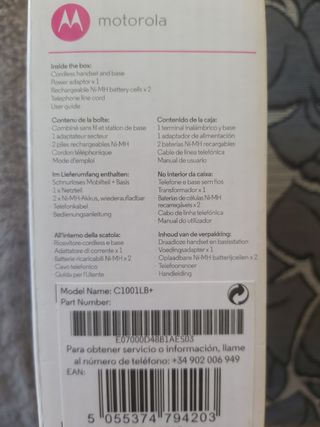 motorola
Inside the box:
Cordless handset and base
Power adaptor x 1
Rechargeable Ni-MH battery cells x 2
Telephone line cord
User guide
Contenu de la boîte:
Combiné sans fil et station de base
1 adaptateur secteur
2 piles rechargeables Ni-MH
Cordon téléphonique
Mode d'emploi
Contenido de la caja:
1 terminal inalámbrico y base
1 adaptador de alimentación
2 baterías Ni-MH recargables
Cable de línea telefónica
Manual de usuario
Im Lieferumfang enthalten:
Schnurloses Mobilteil + Basis
1 x Netzteil
2 x Ni-MH-Akkus, wiederaufladbar
Telefonkabel
Bedienungsanleitung
No interior da caixa:
Telefone e base sem fios
Transformador x 1
Baterias de células Ni-MH
recarregáveis x 2
Cabo de linha telefónica
Manual do utilizador
All'interno della scatola:
Ricevitore cordless e base
Adattatore di corrente x 1
Batterie ricaricabili Ni-MH x 2
Cavo telefonico
Guida per l'utente
Inhoud van de verpakking:
Draadloze handset en basisstation
Voedingsadapter x 1
Oplaadbare Ni-MH batterijcellen x 2
Telefoonsnoer
Handleiding
Model Name: C1001LB+
Part Number:
E07000D48B1AES03
Para obtener servicio o información, llame
al número de teléfono: +34 902 006 949
EAN:
5 055374 794203